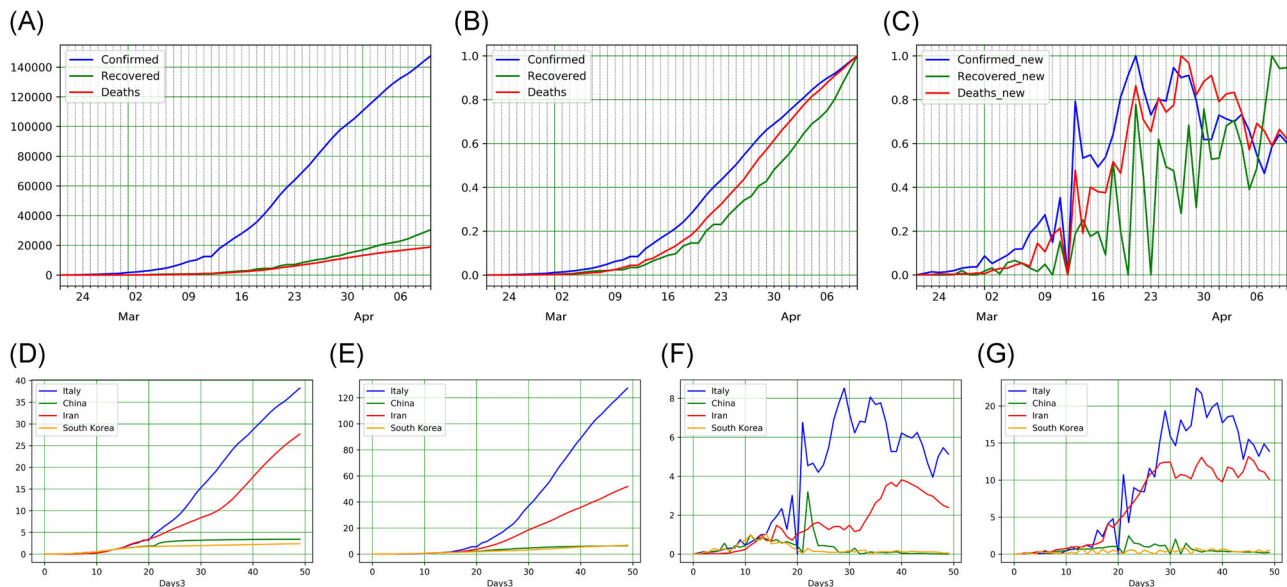 (A)
Confirmed
Recovered
Deaths
140000
120000
100000
80000
60000
40000
20000
0
24 02 09 16 23 30 06
Mar Apr
(B)
Confirmed
Recovered
Deaths
1.0
0.8
0.6
0.4
0.2
0.0
24 02 09 16 23 30 06
Mar Apr
(C)
Confirmed_new
Recovered_new
Deaths_new
1.0
0.8
0.6
0.4
0.2
0.0
24 02 09 16 23 30 06
Mar Apr
(D)
Italy
China
Iran
South Korea
40
35
30
25
20
15
10
5
0
0 10 20 30 40 50
Days3
(E)
Italy
China
Iran
South Korea
120
100
80
60
40
20
0
0 10 20 30 40 50
Days3
(F)
Italy
China
Iran
South Korea
8
6
4
2
0
0 10 20 30 40 50
Days3
(G)
Italy
China
Iran
South Korea
20
15
10
5
0
0 10 20 30 40 50
Days3